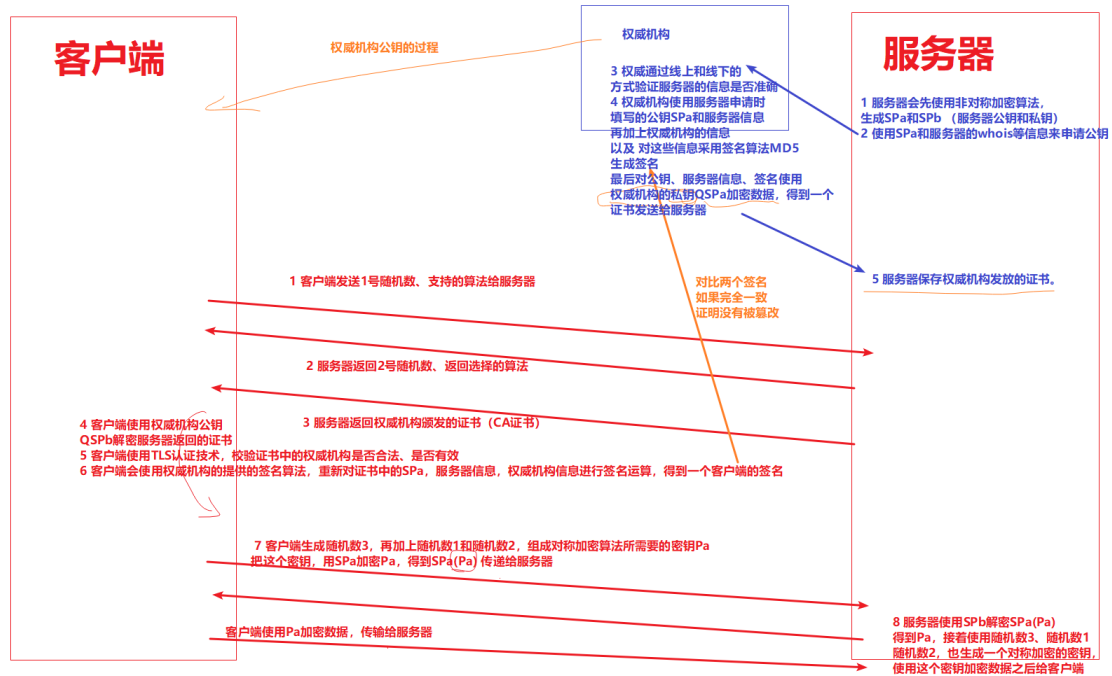 客户端
权威机构公钥的过程
权威机构
3 权威通过线上和线下的
方式验证服务器的信息是否准确
4 权威机构使用服务器申请时
填写的公钥SPa和服务器信息
再加上权威机构的信息
以及 对这些信息采用签名算法MD5
生成签名
最后对公钥、服务器信息、签名使用
权威机构的私钥QSPa加密数据，得到一个
证书发送给服务器
服务器
1 服务器会先使用非对称加密算法，
生成SPa和SPb （服务器公钥和私钥）
2 使用SPa和服务器的whois等信息来申请公钥
5 服务器保存权威机构发放的证书。
1 客户端发送1号随机数、支持的算法给服务器
对比两个签名
如果完全一致
证明没有被篡改
2 服务器返回2号随机数、返回选择的算法
3 服务器返回权威机构颁发的证书（CA证书）
4 客户端使用权威机构公钥
QSPb解密服务器返回的证书
5 客户端使用TLS认证技术，校验证书中的权威机构是否合法、是否有效
6 客户端会使用权威机构的提供的签名算法，重新对证书中的SPa，服务器信息，权威机构信息进行签名运算，得到一个客户端的签名
7 客户端生成随机数3，再加上随机数1和随机数2，组成对称加密算法所需要的密钥Pa
把这个密钥，用SPa加密Pa，得到SPa(Pa) 传递给服务器
客户端使用Pa加密数据，传输给服务器
8 服务器使用SPb解密SPa(Pa)
得到Pa，接着使用随机数3、随机数1
随机数2，也生成一个对称加密的密钥，
使用这个密钥加密数据之后给客户端